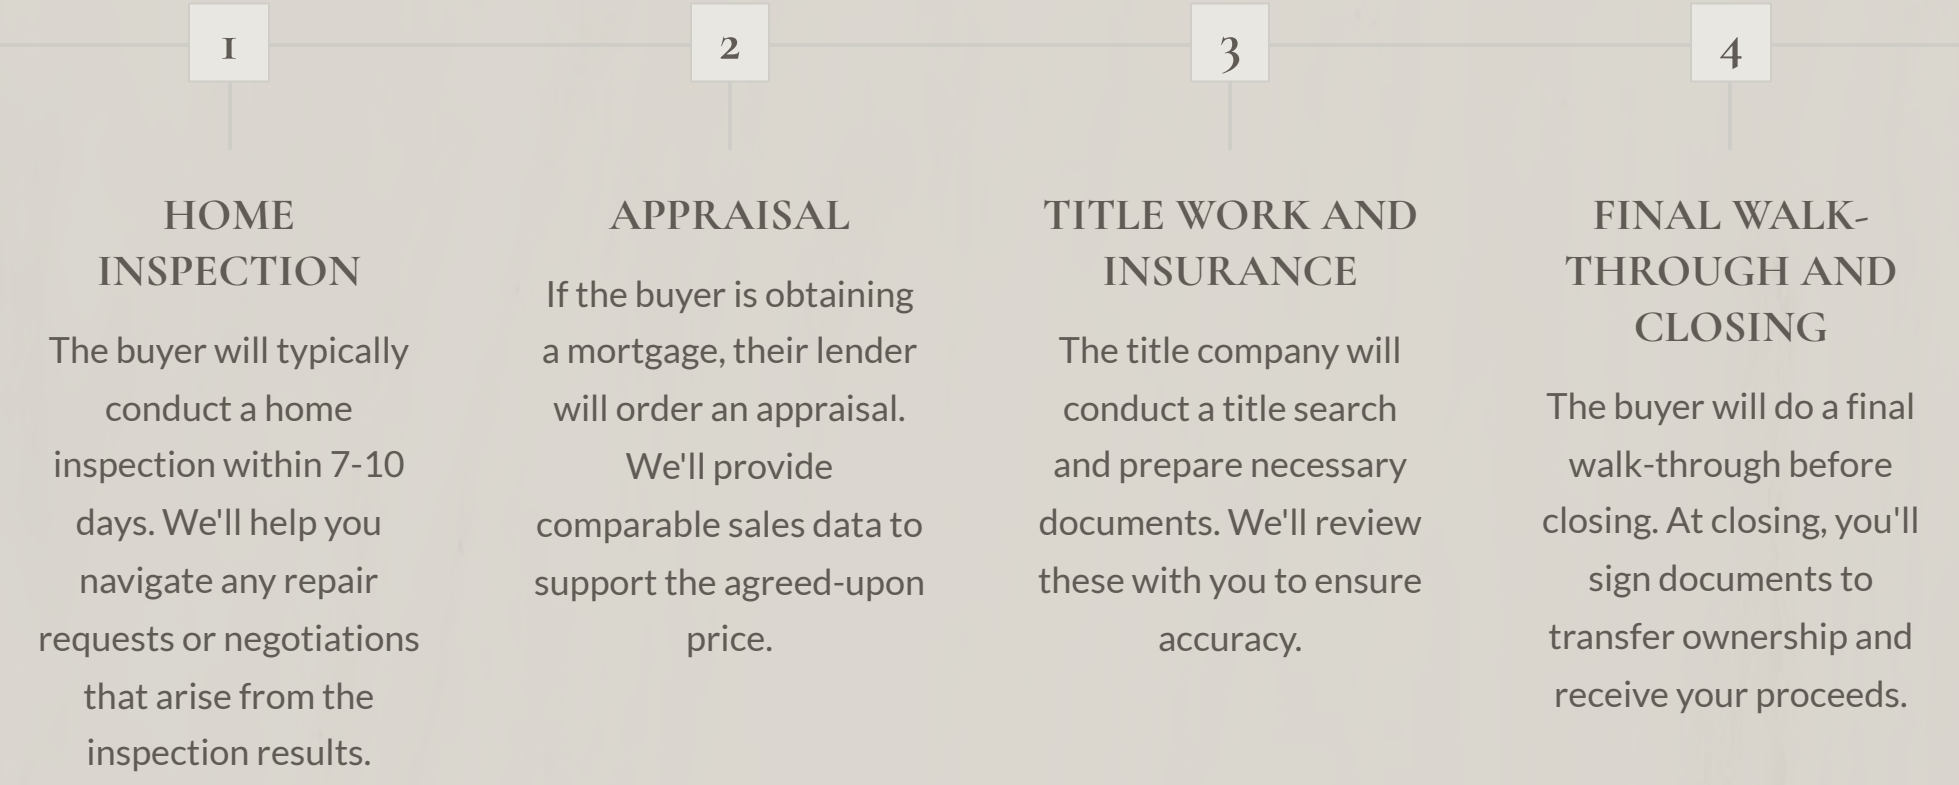 1
HOME
INSPECTION
The buyer will typically
conduct a home
inspection within 7-10
days. We'll help you
navigate any repair
requests or negotiations
that arise from the
inspection results.
2
APPRAISAL
If the buyer is obtaining
a mortgage, their lender
will order an appraisal.
We'll provide
comparable sales data to
support the agreed-upon
price.
3
TITLE WORK AND
INSURANCE
The title company will
conduct a title search
and prepare necessary
documents. We'll review
these with you to ensure
accuracy.
4
FINAL WALK-
THROUGH AND
CLOSING
The buyer will do a final
walk-through before
closing. At closing, you'll
sign documents to
transfer ownership and
receive your proceeds.